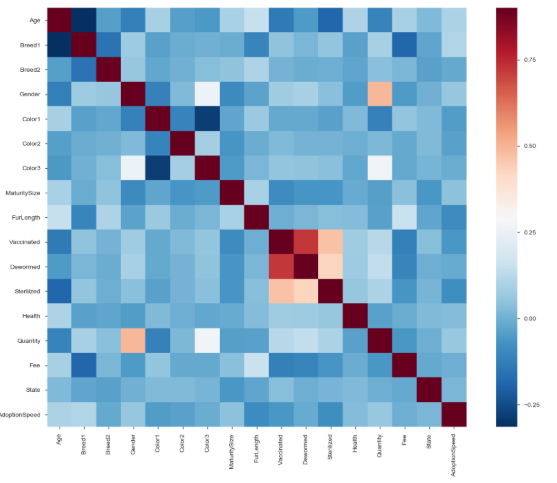 Age
Breed1
Breed2
Gender
Color1
Color2
Color3
MaturitySize
FurLength
Vaccinated
Dewormed
Sterilized
Health
Quantity
Fee
State
AdoptionSpeed
Age
Breed1
Breed2
Gender
Color1
Color2
Color3
MaturitySize
FurLength
Vaccinated
Dewormed
Sterilized
Health
Quantity
Fee
State
AdoptionSpeed
0.75
0.50
0.25
0.00
−0.25